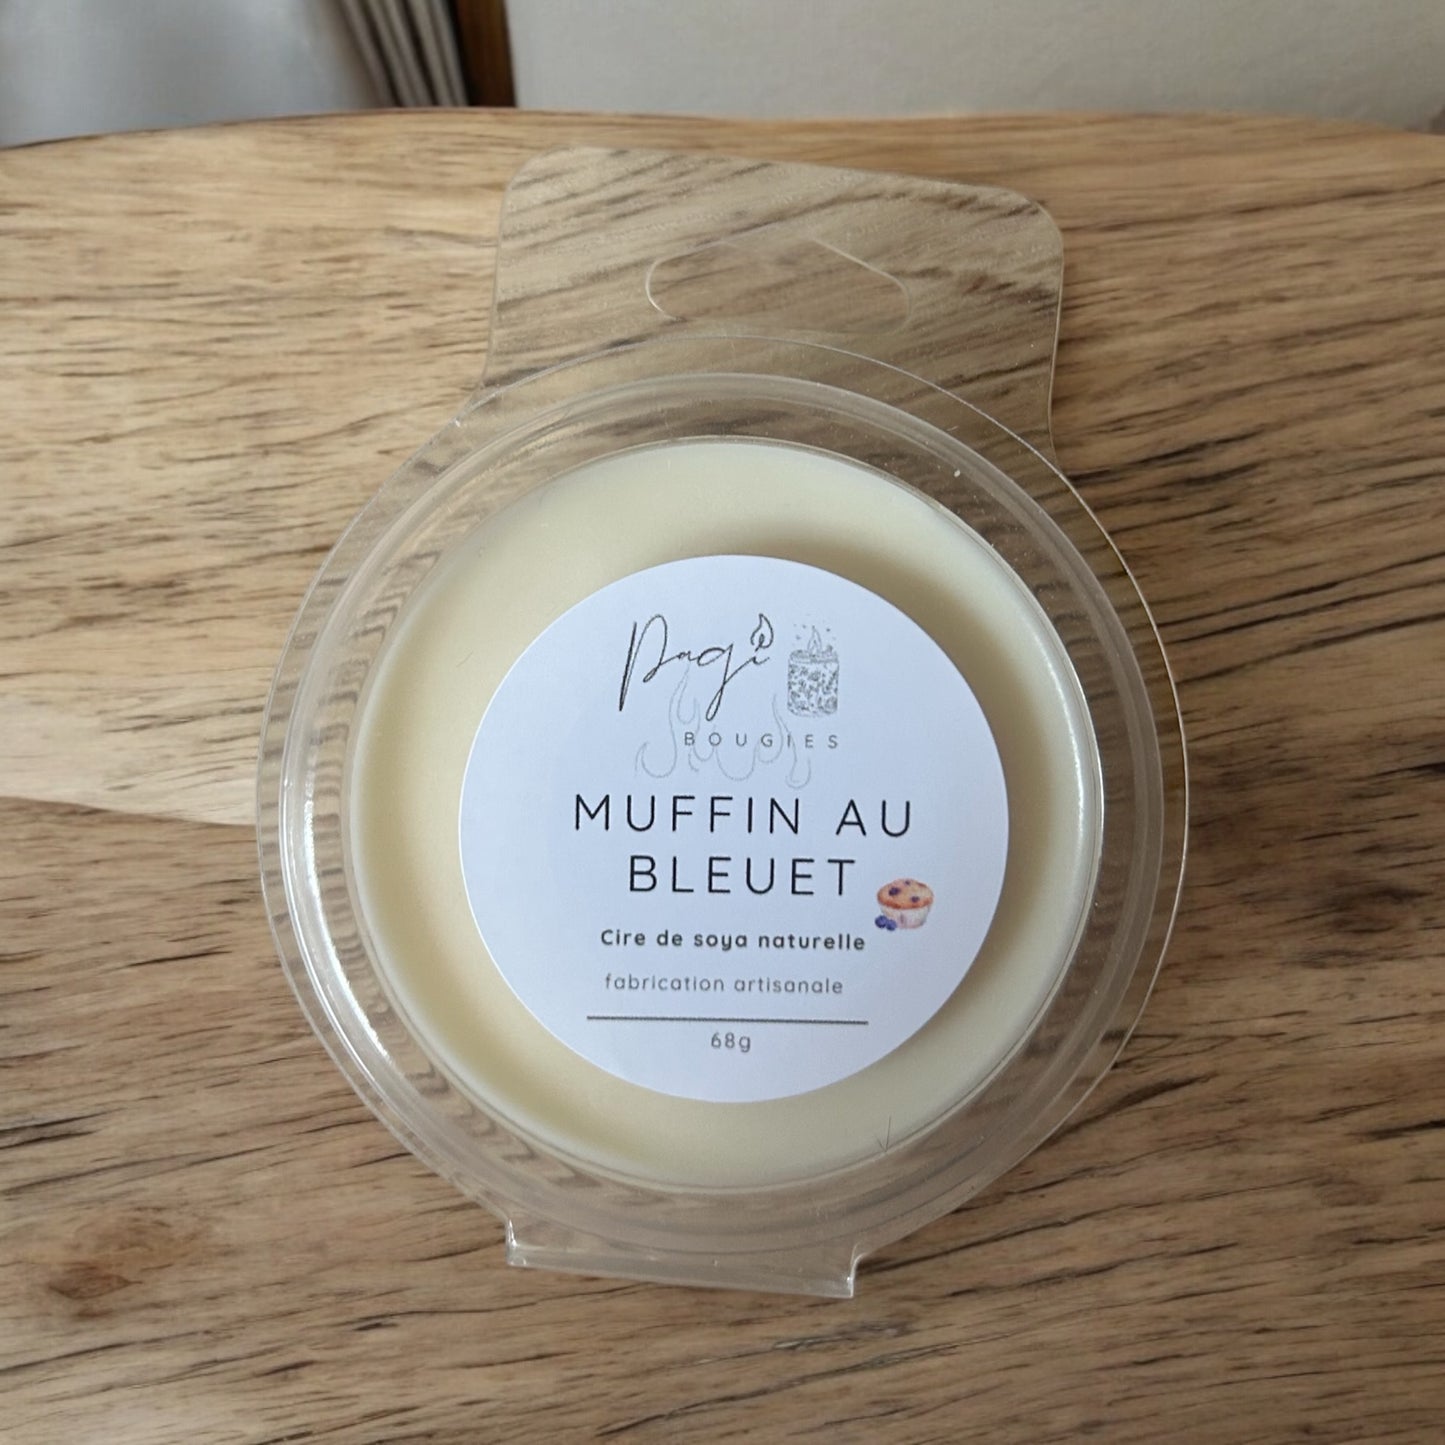 Pagi
BOUGIES
MUFFIN AU
BLEUET
Cire de soya naturelle
fabrication artisanale
68g